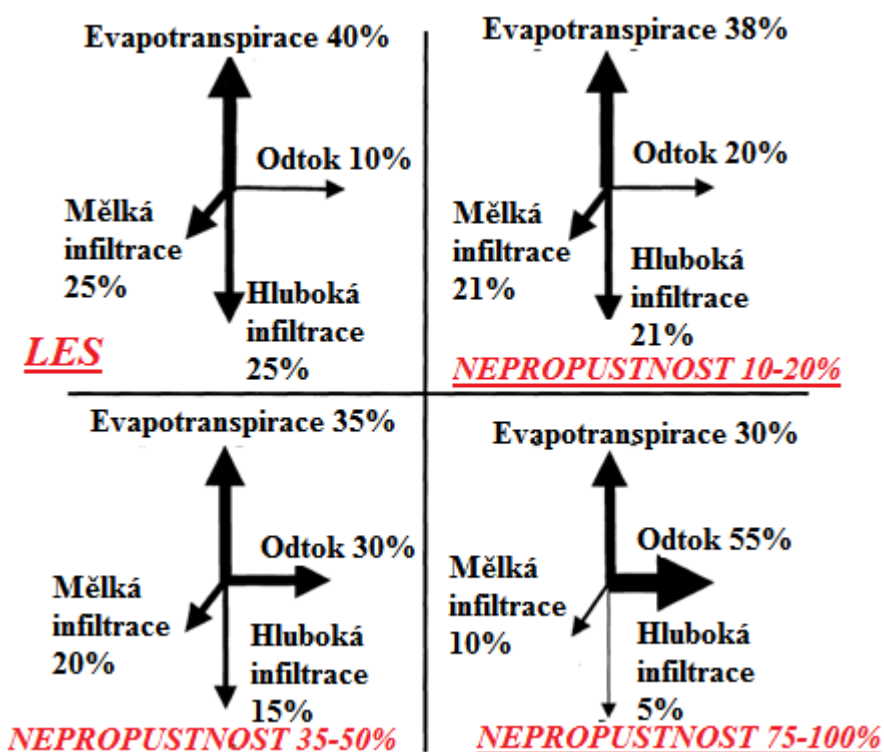 Evapotranspirace 40%
Odtok 10%
Mělká
infiltrace
25%
Hluboká
infiltrace
25%
LES
Evapotranspirace 38%
Odtok 20%
Mělká
infiltrace
21%
Hluboká
infiltrace
21%
NEPROPUSTNOST 10-20%
Evapotranspirace 35%
Odtok 30%
Mělká
infiltrace
20%
Hluboká
infiltrace
15%
NEPROPUSTNOST 35-50%
Evapotranspirace 30%
Odtok 55%
Mělká
infiltrace
10%
Hluboká
infiltrace
5%
NEPROPUSTNOST 75-100%